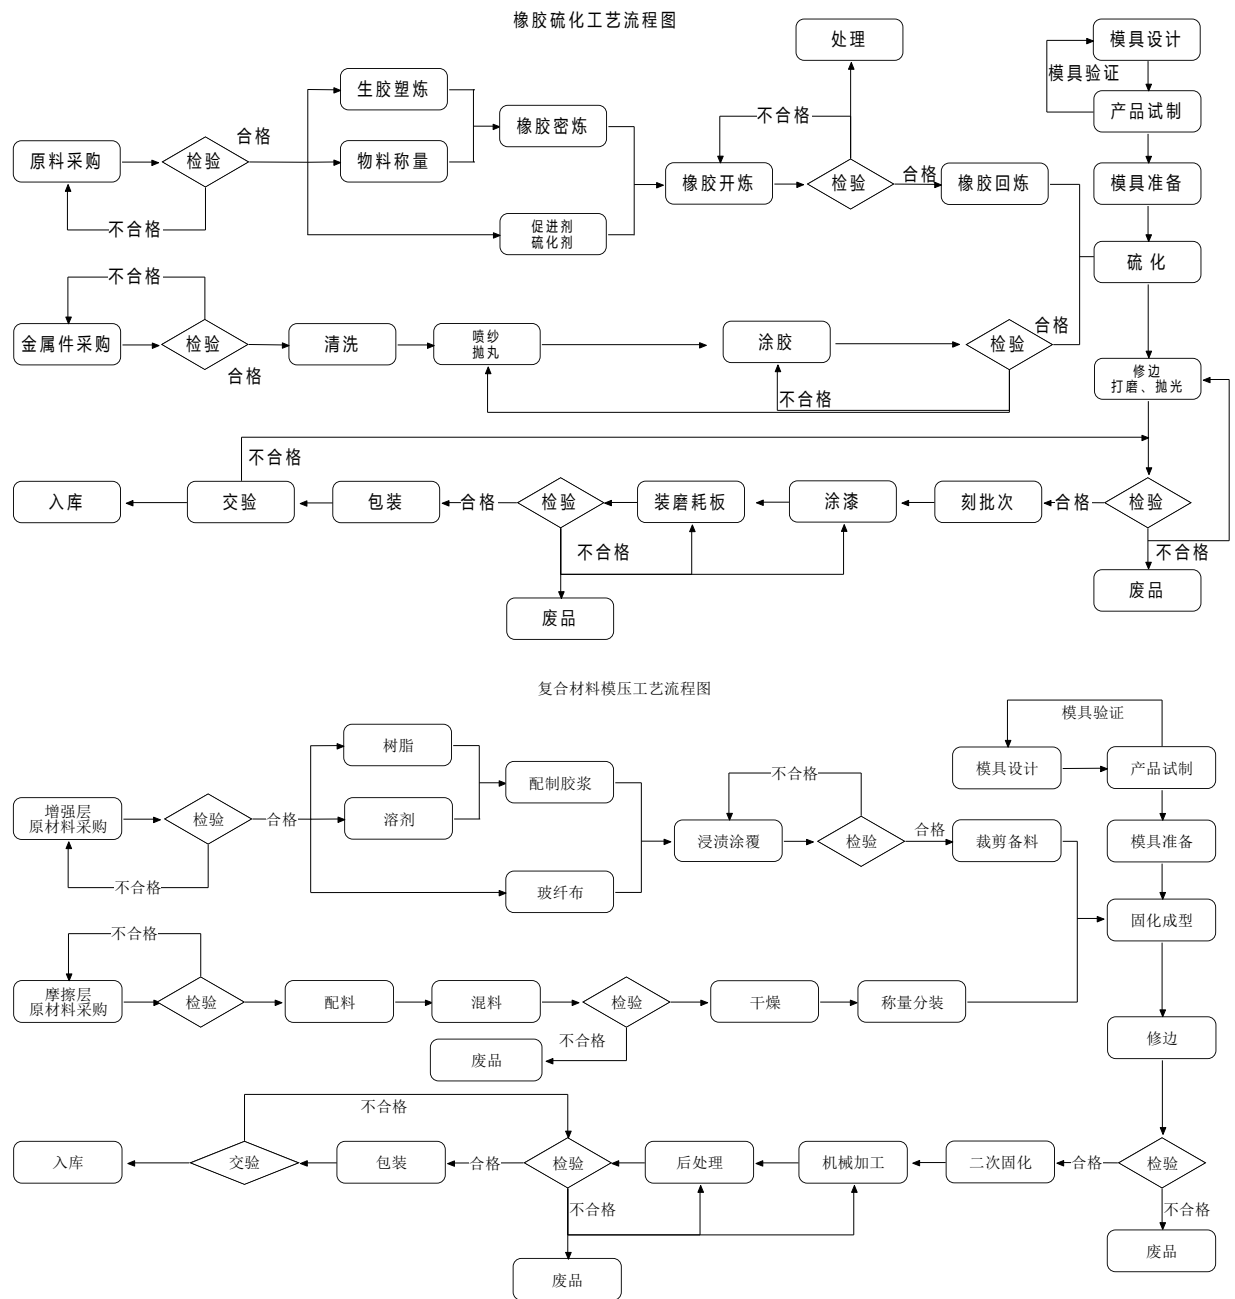 橡胶硫化工艺流程图
处理
模具设计
模具验证
产品试制
生胶塑炼
不合格
橡胶密炼
合格
原料采购
检验
物料称量
橡胶开炼
检验
合格
橡胶回炼
模具准备
不合格
促进剂
硫化剂
硫 化
不合格
金属件采购
检验
合格
清洗
喷纱
抛丸
涂胶
检验
合格
不合格
修边
打磨、抛光
不合格
入库
交验
包装
合格
检验
装磨耗板
涂漆
刻批次
合格
检验
不合格
不合格
废品
废品
复合材料模压工艺流程图
模具验证
树脂
模具设计
产品试制
不合格
配制胶浆
增强层
原材料采购
检验
合格
溶剂
浸渍涂覆
检验
合格
裁剪备料
模具准备
不合格
玻纤布
固化成型
不合格
摩擦层
原材料采购
检验
配料
混料
检验
干燥
称量分装
不合格
废品
修边
不合格
入库
交验
包装
合格
检验
后处理
机械加工
二次固化
合格
检验
不合格
不合格
废品
废品